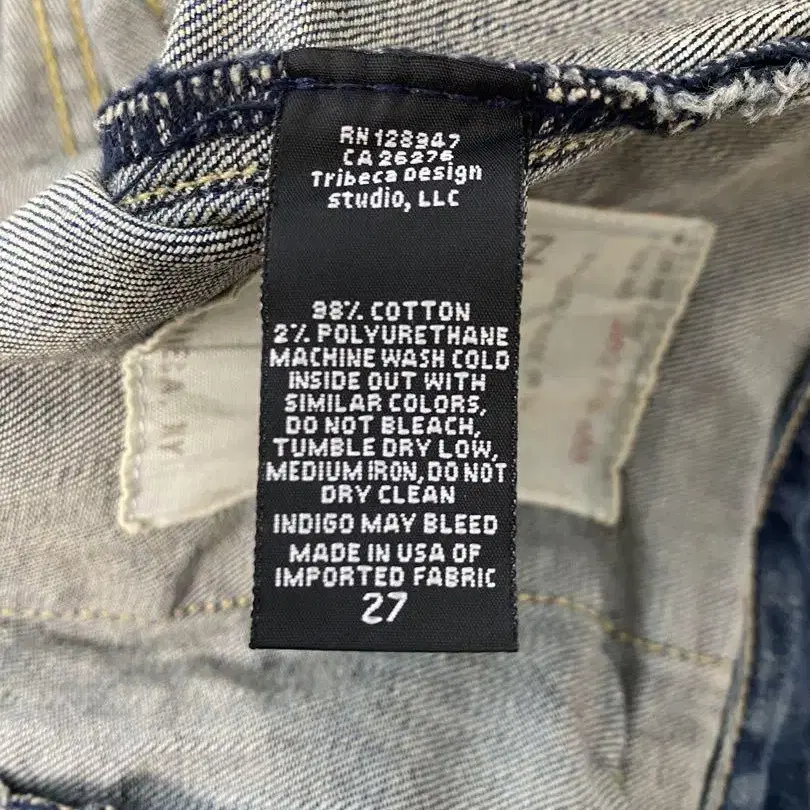 RN 128947
CA 26276
Tribeca Design
Studio, LLC
98% COTTON
2% POLYURETHANE
MACHINE WASH COLD
INSIDE OUT WITH
SIMILAR COLORS,
DO NOT BLEACH,
TUMBLE DRY LOW,
MEDIUM IRON, DO NOT
DRY CLEAN
INDIGO MAY BLEED
MADE IN USA OF
IMPORTED FABRIC
27